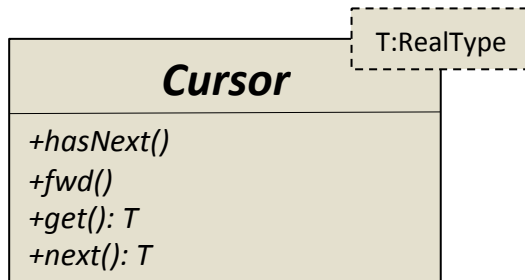 T:RealType
Cursor
+hasNext()
+fwd()
+get(): T
+next(): T